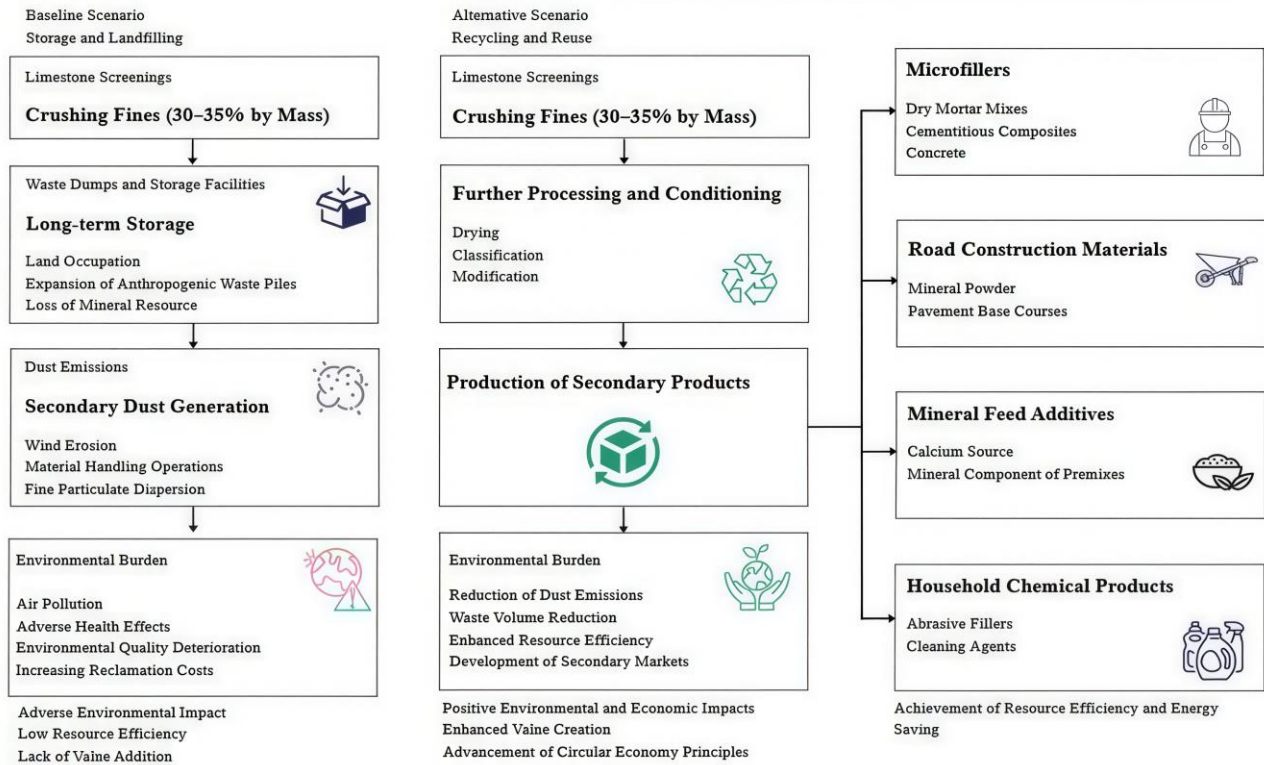 Baseline Scenario
Storage and Landfilling
Limestone Screenings
Crushing Fines (30–35% by Mass)
Waste Dumps and Storage Facilities
Long-term Storage
Land Occupation
Expansion of Anthropogenic Waste Piles
Loss of Mineral Resource
Dust Emissions
Secondary Dust Generation
Wind Erosion
Material Handling Operations
Fine Particulate Dizpersion
Environmental Burden
Air Pollution
Adverse Health Effects
Environmental Quality Deterioration
Increasing Reclamation Costs
Adverse Environmental Impact
Low Resource Efficiency
Lack of Vaine Addition
Alternative Scenario
Recycling and Reuse
Limestone Screenings
Crushing Fines (30–35% by Mass)
Further Processing and Conditioning
Drying
Classification
Modification
Production of Secondary Products
Environmental Burden
Reduction of Dust Emissions
Waste Volume Reduction
Enhanced Resource Efficiency
Development of Secondary Markets
Positive Environmental and Economic Impacts
Enhanced Vaine Creation
Advancement of Circular Economy Principles
Microfillers
Dry Mortar Mixes
Cementitious Composites
Concrete
Road Construction Materials
Mineral Powder
Pavement Base Courses
Mineral Feed Additives
Calcium Source
Mineral Component of Premixes
Household Chemical Products
Abrasive Fillers
Cleaning Agents
Achievement of Resource Efficiency and Energy
Saving